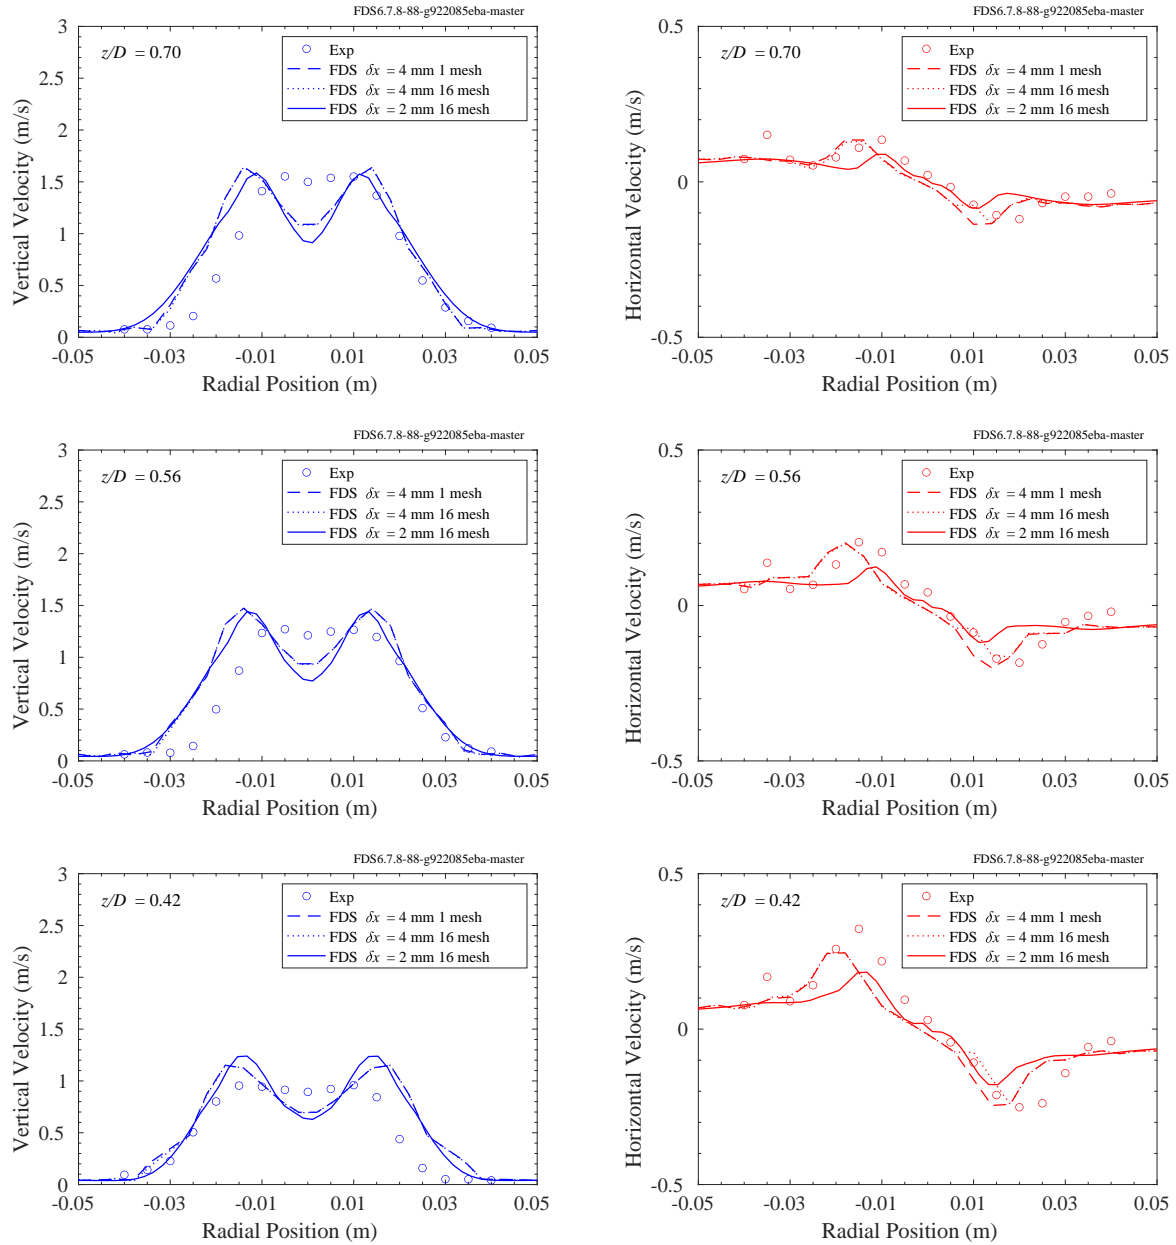 FDS6.7.8-88-g922085eba-master
z/D = 0.70
Exp
FDS δx = 4 mm 1 mesh
FDS δx = 4 mm 16 mesh
FDS δx = 2 mm 16 mesh
3
2.5
2
1.5
1
0.5
0
-0.05 -0.03 -0.01 0.01 0.03 0.05
Vertical Velocity (m/s)
Radial Position (m)
FDS6.7.8-88-g922085eba-master
z/D = 0.70
Exp
FDS δx = 4 mm 1 mesh
FDS δx = 4 mm 16 mesh
FDS δx = 2 mm 16 mesh
0.5
0
-0.5
-0.05 -0.03 -0.01 0.01 0.03 0.05
Horizontal Velocity (m/s)
Radial Position (m)
FDS6.7.8-88-g922085eba-master
z/D = 0.56
Exp
FDS δx = 4 mm 1 mesh
FDS δx = 4 mm 16 mesh
FDS δx = 2 mm 16 mesh
3
2.5
2
1.5
1
0.5
0
-0.05 -0.03 -0.01 0.01 0.03 0.05
Vertical Velocity (m/s)
Radial Position (m)
FDS6.7.8-88-g922085eba-master
z/D = 0.56
Exp
FDS δx = 4 mm 1 mesh
FDS δx = 4 mm 16 mesh
FDS δx = 2 mm 16 mesh
0.5
0
-0.5
-0.05 -0.03 -0.01 0.01 0.03 0.05
Horizontal Velocity (m/s)
Radial Position (m)
FDS6.7.8-88-g922085eba-master
z/D = 0.42
Exp
FDS δx = 4 mm 1 mesh
FDS δx = 4 mm 16 mesh
FDS δx = 2 mm 16 mesh
3
2.5
2
1.5
1
0.5
0
-0.05 -0.03 -0.01 0.01 0.03 0.05
Vertical Velocity (m/s)
Radial Position (m)
FDS6.7.8-88-g922085eba-master
z/D = 0.42
Exp
FDS δx = 4 mm 1 mesh
FDS δx = 4 mm 16 mesh
FDS δx = 2 mm 16 mesh
0.5
0
-0.5
-0.05 -0.03 -0.01 0.01 0.03 0.05
Horizontal Velocity (m/s)
Radial Position (m)